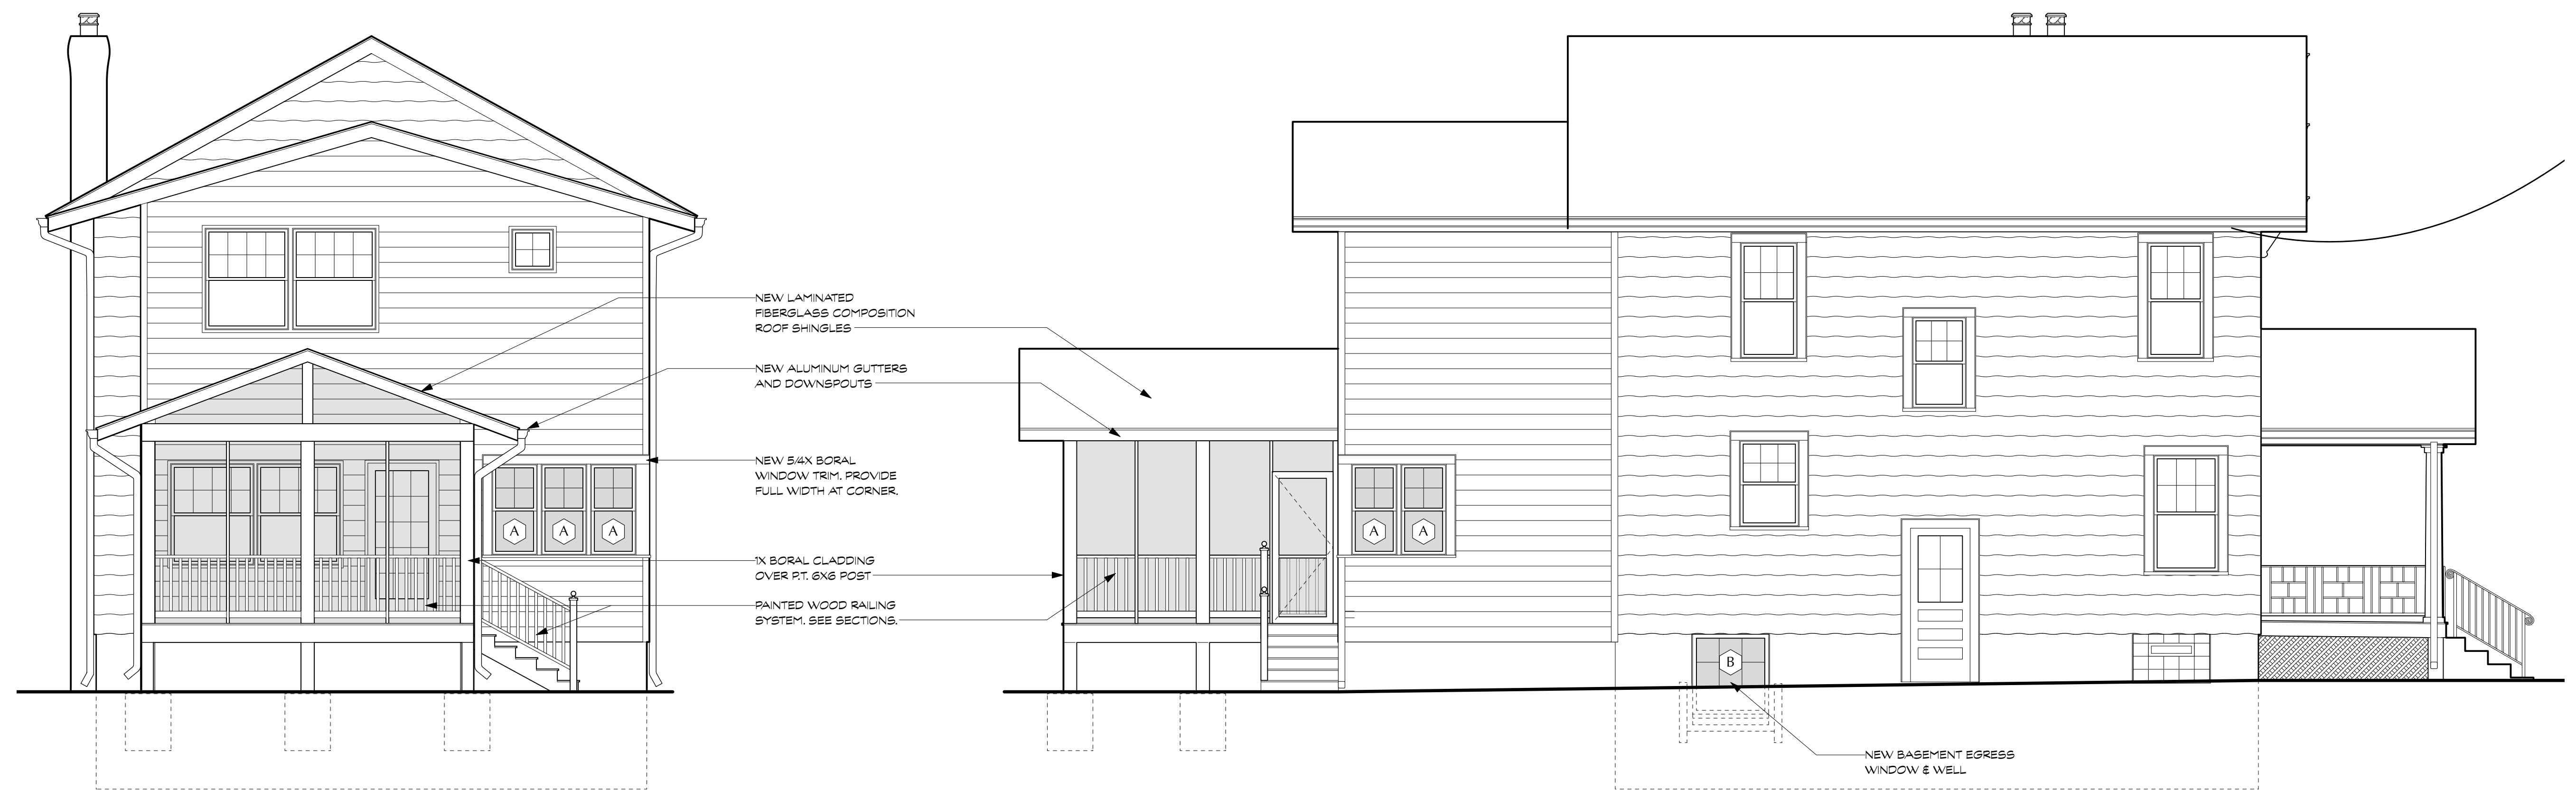 NEW LAMINATED
FIBERGLASS COMPOSITION
ROOF SHINGLES
NEW ALUMINUM GUTTERS
AND DOWNSPOUTS
NEW 5/4X BORAL
WINDOW TRIM. PROVIDE
FULL WIDTH AT CORNER.
A A A
A A
1X BORAL CLADDING
OVER P.T. 6X6 POST
PAINTED WOOD RAILING
SYSTEM. SEE SECTIONS.
B
NEW BASEMENT EGRESS
WINDOW & WELL